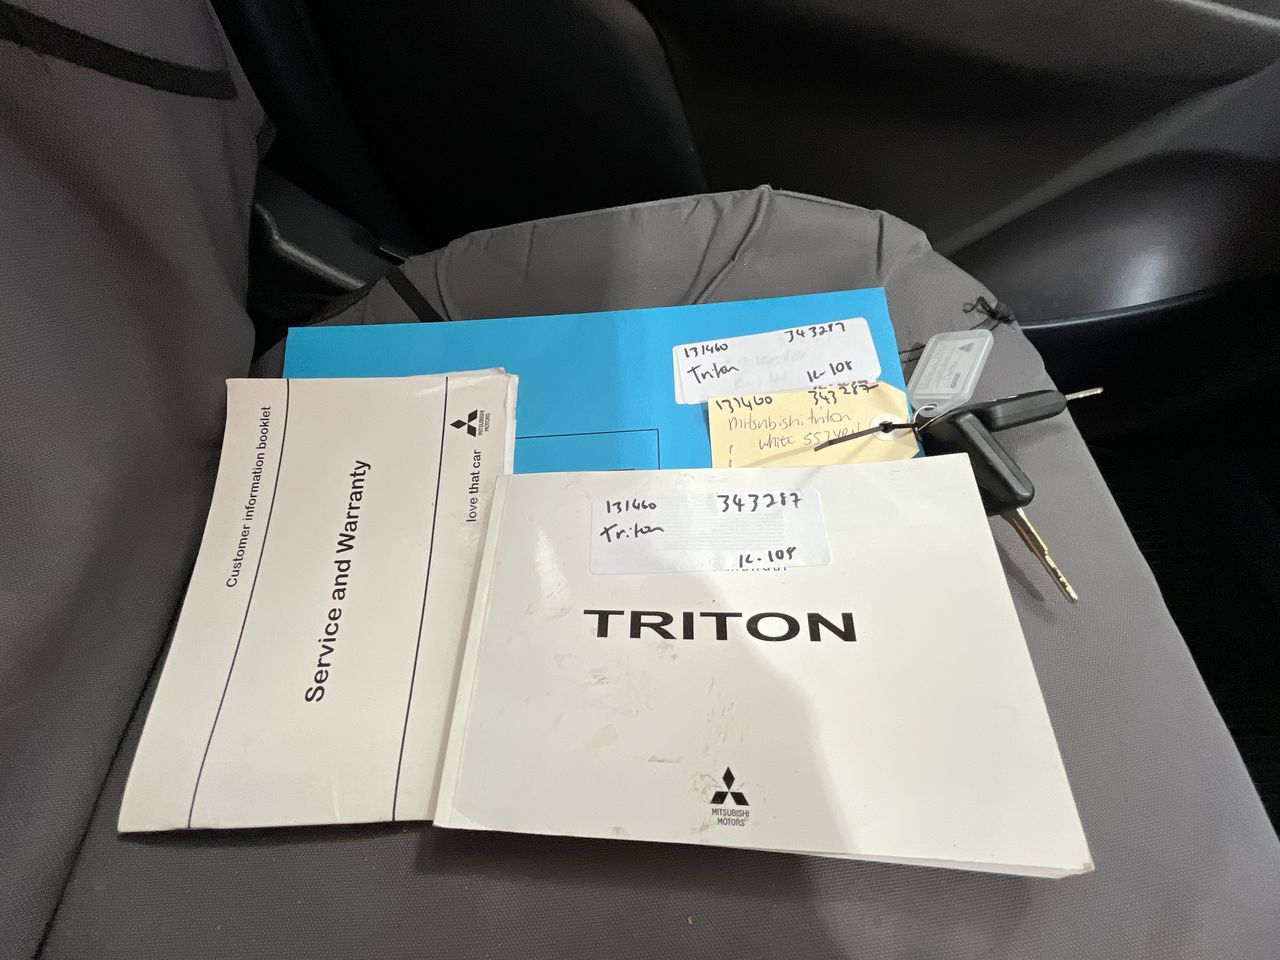 131460 343287
Triton
K-108
131460 343287
Mitsubishi triton
white
Customer information booklet
Service and Warranty
love that car
MITSUBISHI
MOTORS
131460 343287
Triton
K-108
TRITON
MITSUBISHI
MOTORS